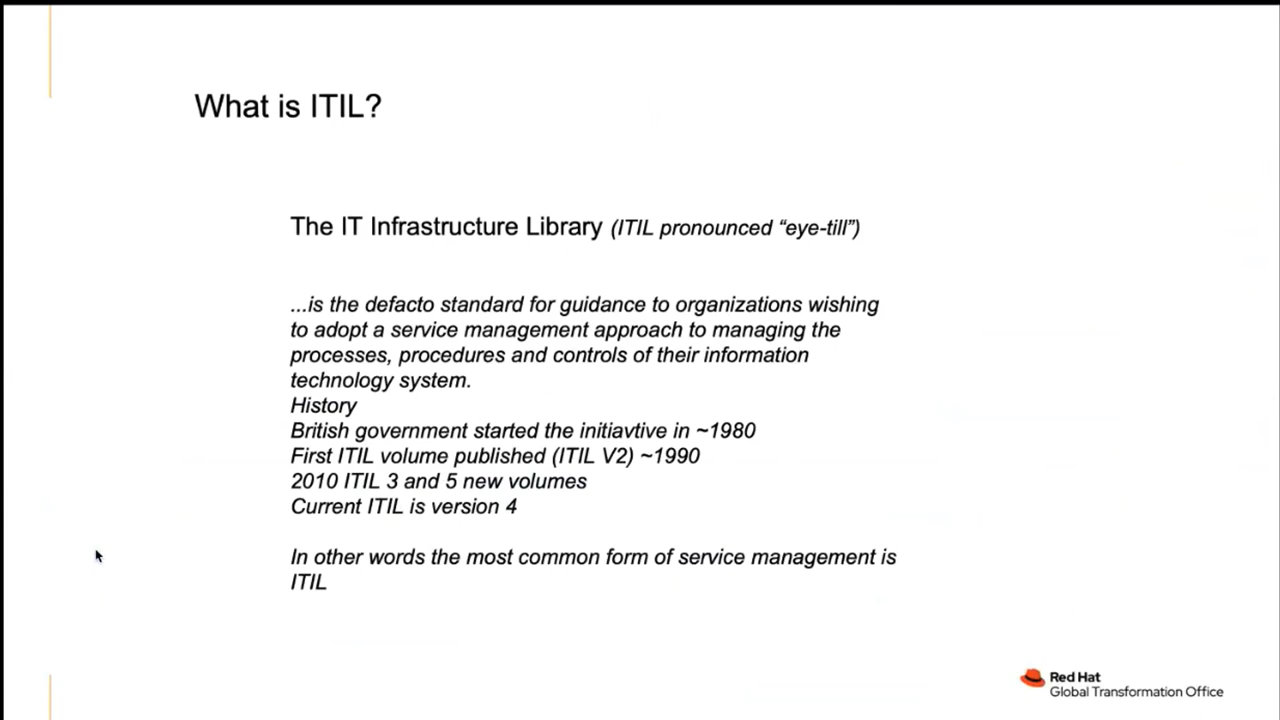 What is ITIL?
The IT Infrastructure Library (ITIL pronounced “eye-till”)
...is the defacto standard for guidance to organizations wishing
to adopt a service management approach to managing the
processes, procedures and controls of their information
technology system.
History
British government started the initiavtive in ~1980
First ITIL volume published (ITIL V2) ~1990
2010 ITIL 3 and 5 new volumes
Current ITIL is version 4
In other words the most common form of service management is
ITIL
Red Hat
Global Transformation Office